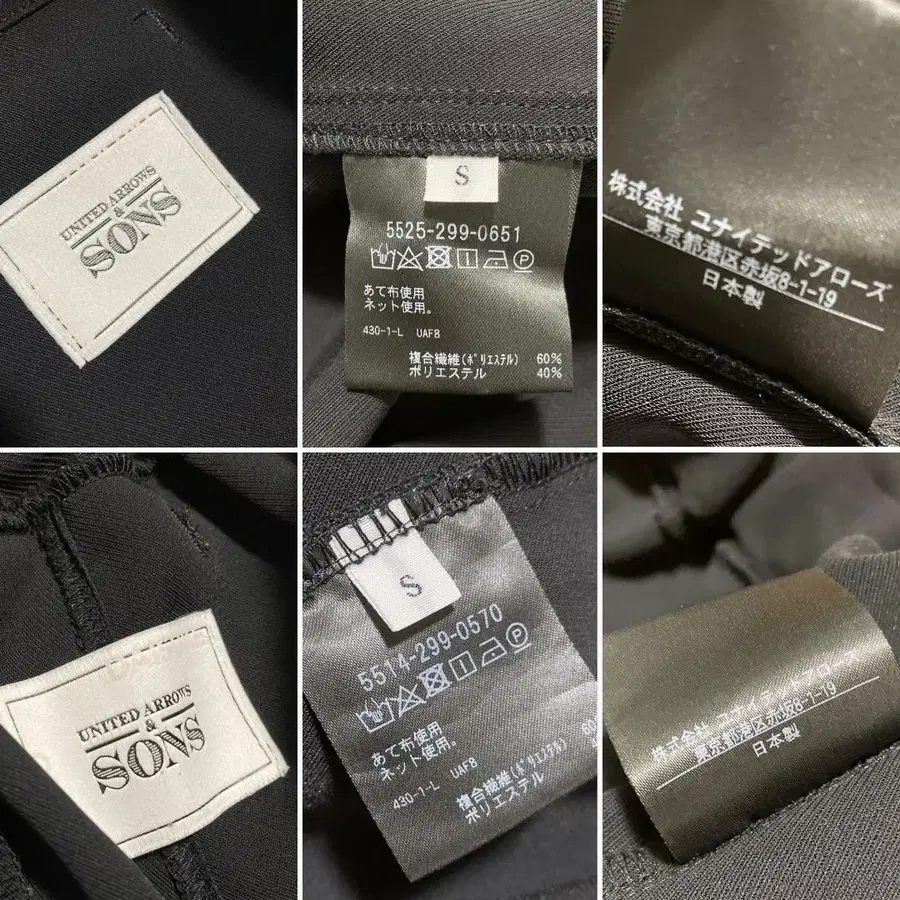 UNITED ARROWS
&
SONS
S
5525-299-0651
あて布使用
ネット使用。
430-1-L UAF8
複合繊維(ﾎﾟﾘｴｽﾃﾙ) 60%
ポリエステル 40%
株式会社 ユナイテッドアローズ
東京都港区赤坂8-1-19
日本製
UNITED ARROWS
&
SONS
S
5514-299-0570
あて布使用
ネット使用。
430-1-L UAF8
複合繊維(ﾎﾟﾘｴｽﾃﾙ) 60
ポリエステル
株式会社 ユナイテッドアローズ
東京都港区赤坂8-1-19
日本製